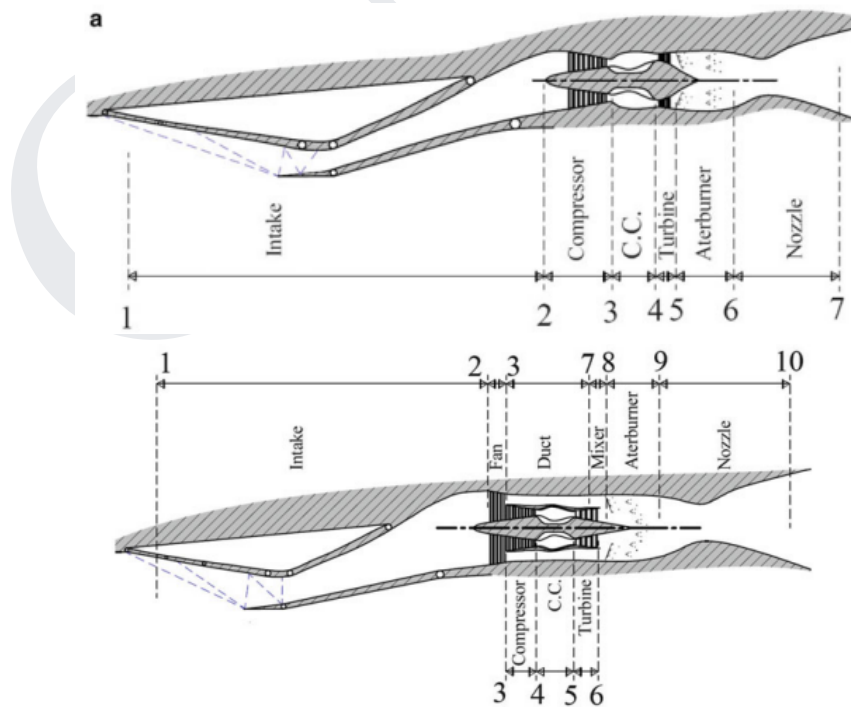 a
Intake
Compressor
C.C.
Turbine
Aterburner
Nozzle
1 2 3 4 5 6 7
1 2 3 7 8 9 10
Intake
Fan
Duct
Mixer
Aterburner
Nozzle
Compressor
C.C.
Turbine
3 4 5 6